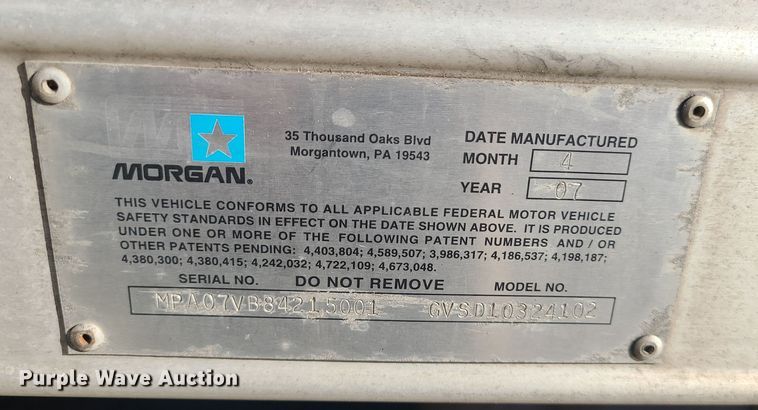 35 Thousand Oaks Blvd
Morgantown, PA 19543
MORGAN®
DATE MANUFACTURED
MONTH 4
YEAR 07
THIS VEHICLE CONFORMS TO ALL APPLICABLE FEDERAL MOTOR VEHICLE
SAFETY STANDARDS IN EFFECT ON THE DATE SHOWN ABOVE. IT IS PRODUCED
UNDER ONE OR MORE OF THE FOLLOWING PATENT NUMBERS AND / OR
OTHER PATENTS PENDING: 4,403,804; 4,589,507; 3,986,317; 4,186,537; 4,198,187;
4,380,300; 4,380,415; 4,242,032; 4,722,109; 4,673,048.
SERIAL NO. DO NOT REMOVE MODEL NO.
MPA07VB84215001 GVSD10324102
Purple Wave Auction